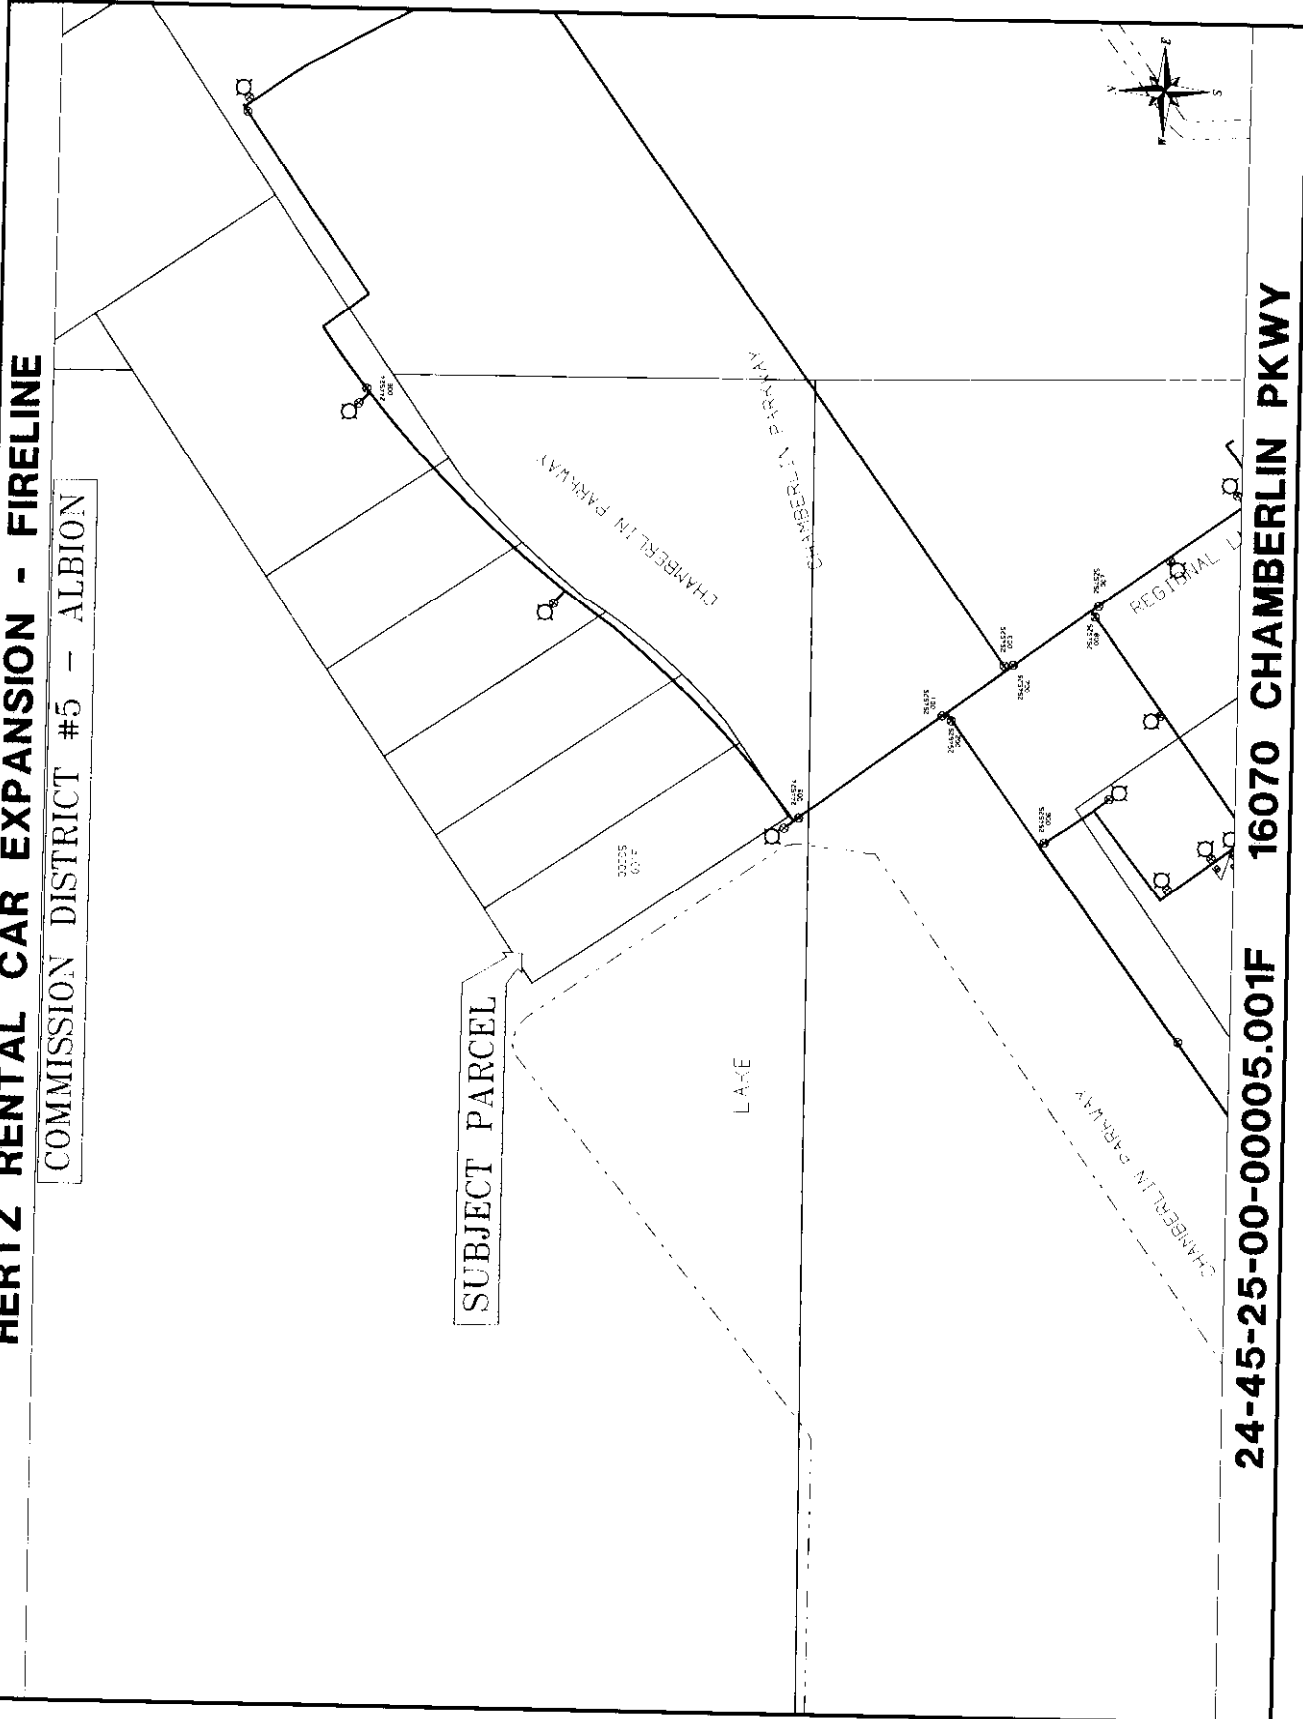 HERTZ RENTAL CAR EXPANSION - FIRELINE
COMMISSION DISTRICT #5 - ALBION
SUBJECT PARCEL
LAKE
CHAMBERLIN PARKWAY
CHAMBERLIN PARKWAY
CHAMBERLIN PARKWAY
REGIONAL
E
S
W
24-45-25-00-00005.001F 16070 CHAMBERLIN PKWY